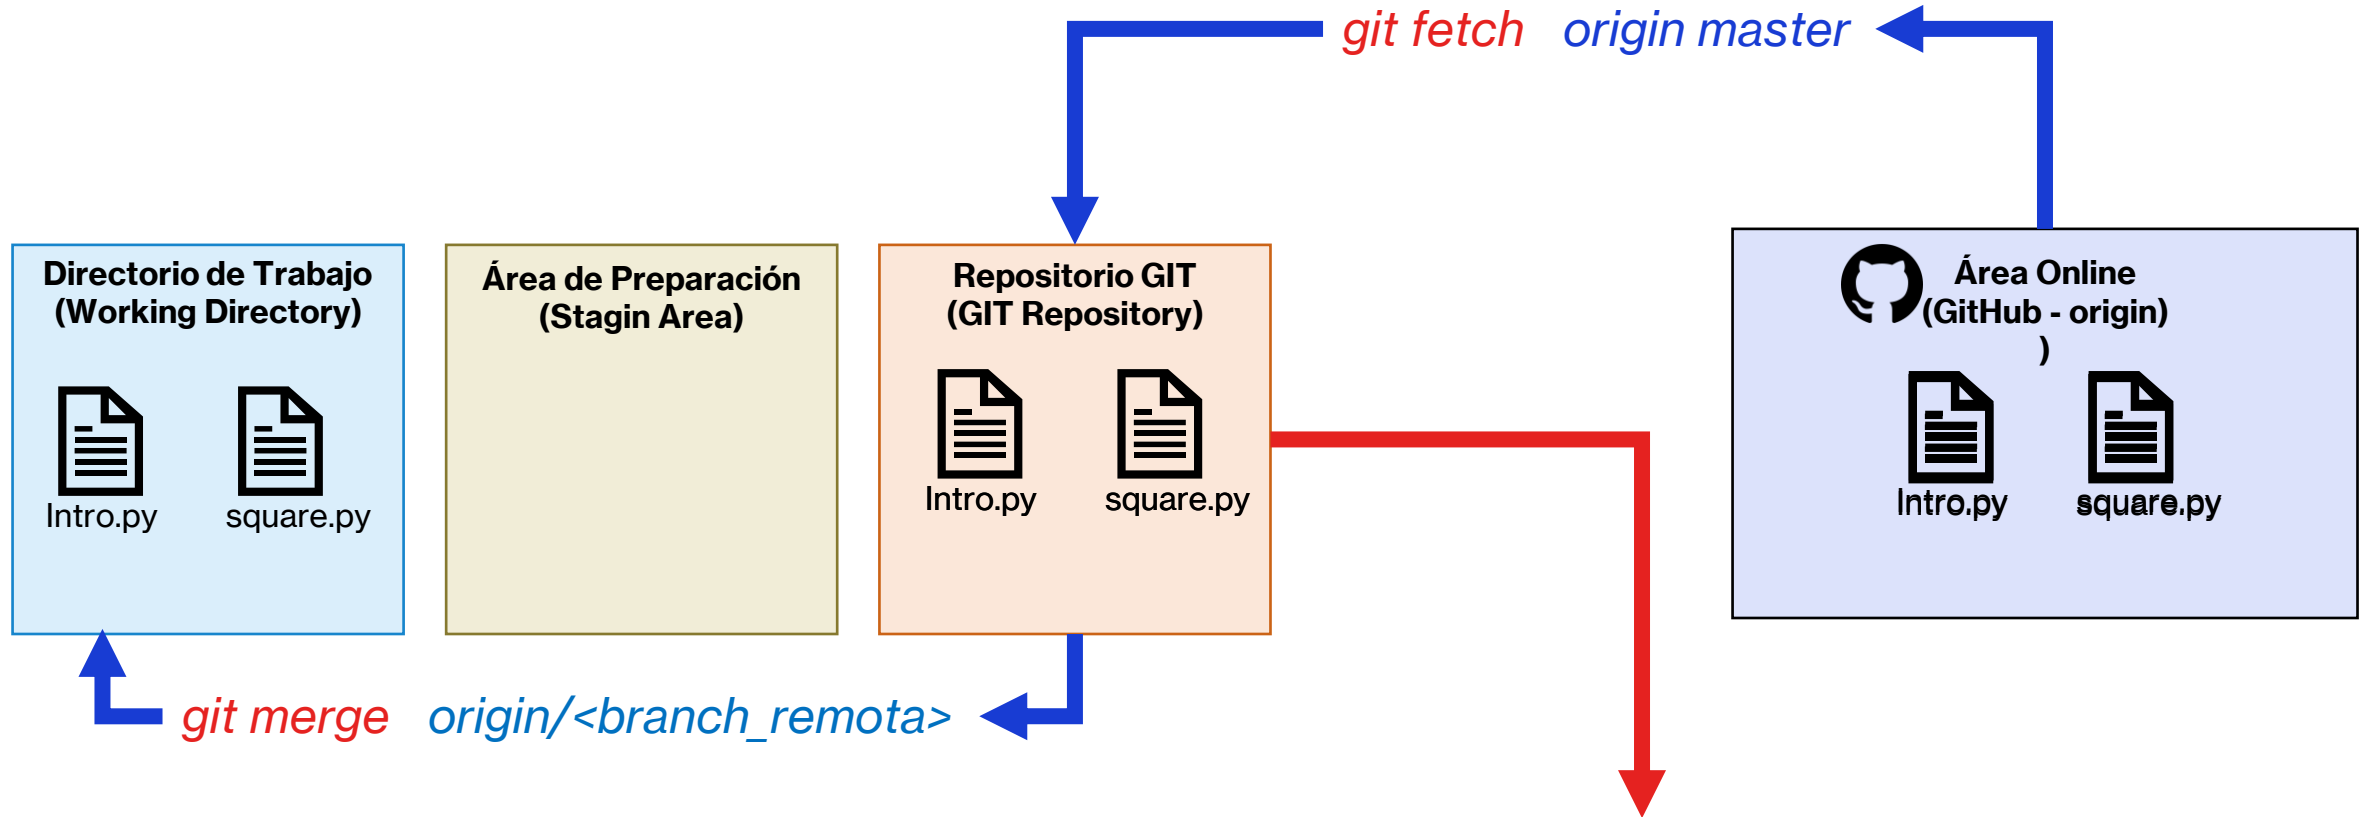 git fetch origin master
Directorio de Trabajo
(Working Directory)
Intro.py square.py
Área de Preparación
(Stagin Area)
Repositorio GIT
(GIT Repository)
Intro.py square.py
Área Online
(GitHub - origin)
)
Intro.py square.py
git merge origin/<branch_remota>